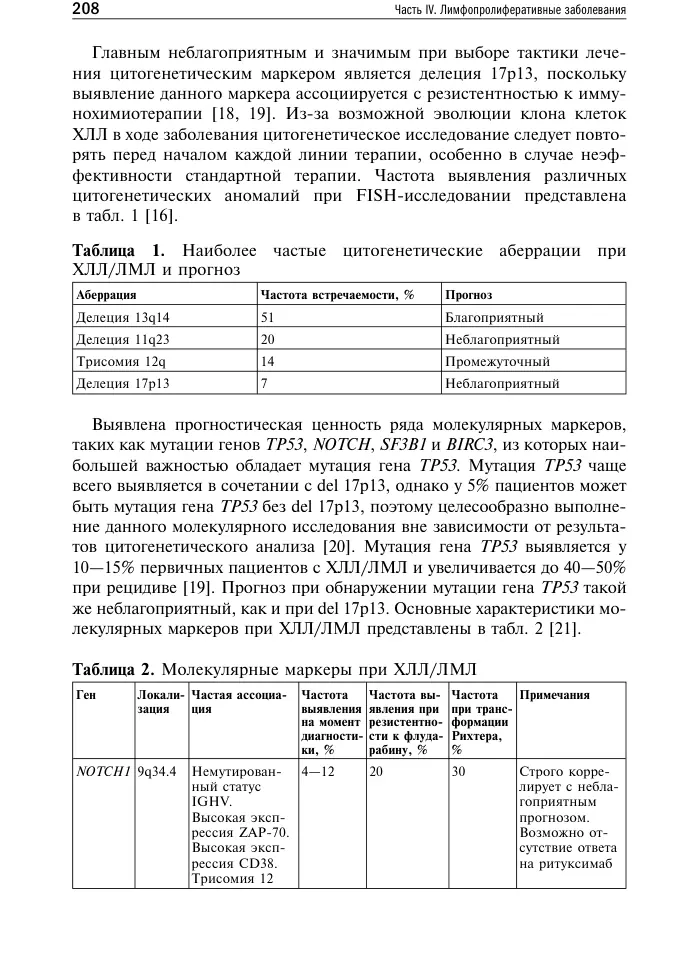 208
Часть IV. Лимфопролиферативные заболевания
Главным неблагоприятным и значимым при выборе тактики лече-
ния цитогенетическим маркером является делеция 17p13, поскольку
выявление данного маркера ассоциируется с резистентностью к имму-
нохимиотерапии [18, 19]. Из-за возможной эволюции клона клеток
ХЛЛ в ходе заболевания цитогенетическое исследование следует повто-
рять перед началом каждой линии терапии, особенно в случае неэф-
фективности стандартной терапии. Частота выявления различных
цитогенетических аномалий при FISH-исследовании представлена
в табл. 1 [16].
Таблица 1. Наиболее частые цитогенетические аберрации при
ХЛЛ/ЛМЛ и прогноз
Аберрация Частота встречаемости, % Прогноз
Делеция 13q14 51 Благоприятный
Делеция 11q23 20 Неблагоприятный
Трисомия 12q 14 Промежуточный
Делеция 17p13 7 Неблагоприятный
Выявлена прогностическая ценность ряда молекулярных маркеров,
таких как мутации генов TP53, NOTCH, SF3B1 и BIRC3, из которых наи-
большей важностью обладает мутация гена TP53. Мутация TP53 чаще
всего выявляется в сочетании с del 17p13, однако у 5% пациентов может
быть мутация гена TP53 без del 17p13, поэтому целесообразно выполне-
ние данного молекулярного исследования вне зависимости от результа-
тов цитогенетического анализа [20]. Мутация гена TP53 выявляется у
10—15% первичных пациентов с ХЛЛ/ЛМЛ и увеличивается до 40—50%
при рецидиве [19]. Прогноз при обнаружении мутации гена TP53 такой
же неблагоприятный, как и при del 17p13. Основные характеристики мо-
лекулярных маркеров при ХЛЛ/ЛМЛ представлены в табл. 2 [21].
Таблица 2. Молекулярные маркеры при ХЛЛ/ЛМЛ
Ген
Локали-
зация
Частая ассоциа-
ция
Частота
выявления
на момент
диагности-
ки, %
Частота вы-
явления при
резистентно-
сти к флуда-
рабину, %
Частота
при транс-
формации
Рихтера,
%
Примечания
NOTCH1
9q34.4
Немутирован-
ный статус
IGHV.
Высокая эксп-
рессия ZAP-70.
Высокая эксп-
рессия CD38.
Трисомия 12
4—12
20
30
Строго корре-
лирует с небла-
гоприятным
прогнозом.
Возможно от-
сутствие ответа
на ритуксимаб